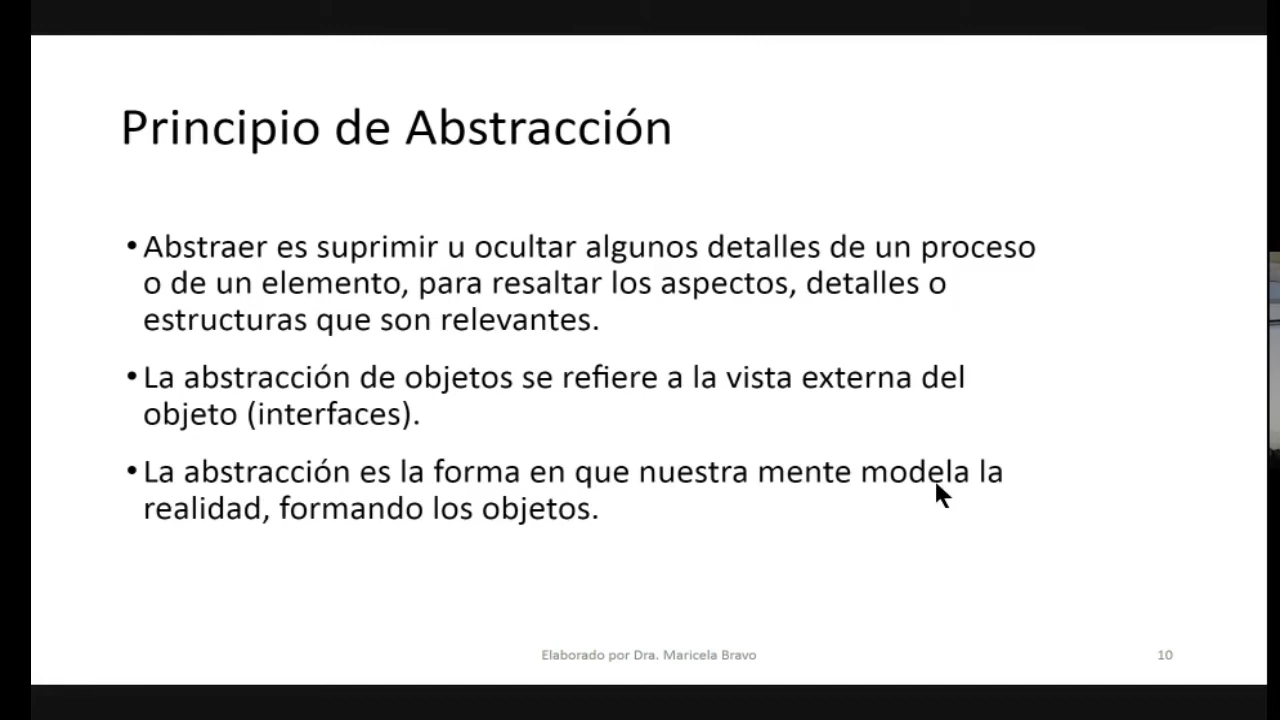 Principio de Abstracción
• Abstraer es suprimir u ocultar algunos detalles de un proceso
o de un elemento, para resaltar los aspectos, detalles o
estructuras que son relevantes.
• La abstracción de objetos se refiere a la vista externa del
objeto (interfaces).
• La abstracción es la forma en que nuestra mente modela la
realidad, formando los objetos.
Elaborado por Dra. Maricela Bravo
10